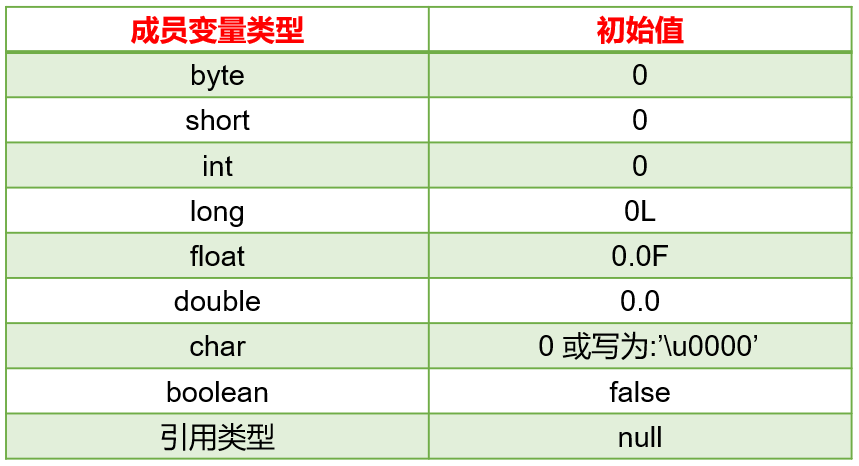 成员变量类型 初始值
byte 0
short 0
int 0
long 0L
float 0.0F
double 0.0
char 0 或写为:’\u0000’
boolean false
引用类型 null